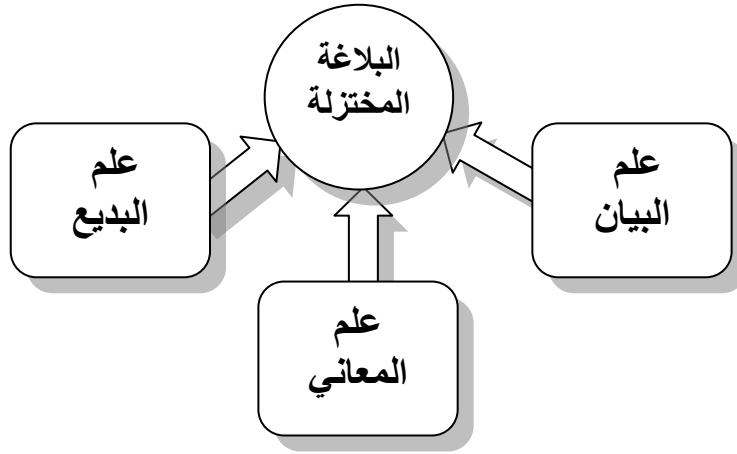 البلاغة
المختزلة
علم
البيان
علم
البديع
علم
المعاني